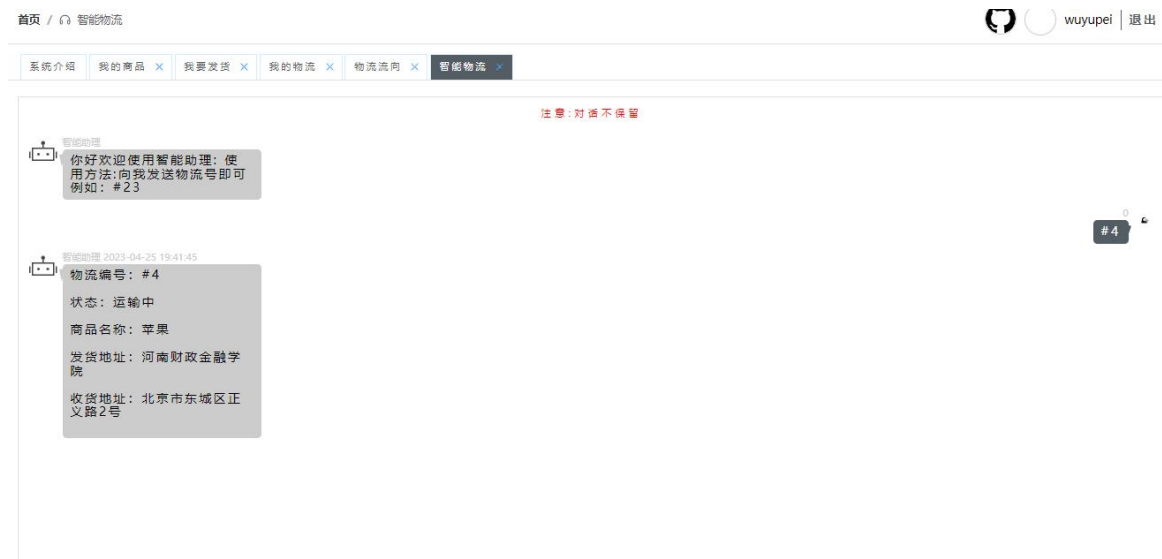 首页 / 智能物流
wuyupei | 退出
系统介绍 我的商品 × 我要发货 × 我的物流 × 物流流向 × 智能物流 ×
注意:对话不保留
智能助理
你好欢迎使用智能助理: 使
用方法:向我发送物流号即可
例如: #23
0
#4
智能助理 2023-04-25 19:41:45
物流编号: #4
状态: 运输中
商品名称: 苹果
发货地址: 河南财政金融学
院
收货地址: 北京市东城区正
义路2号